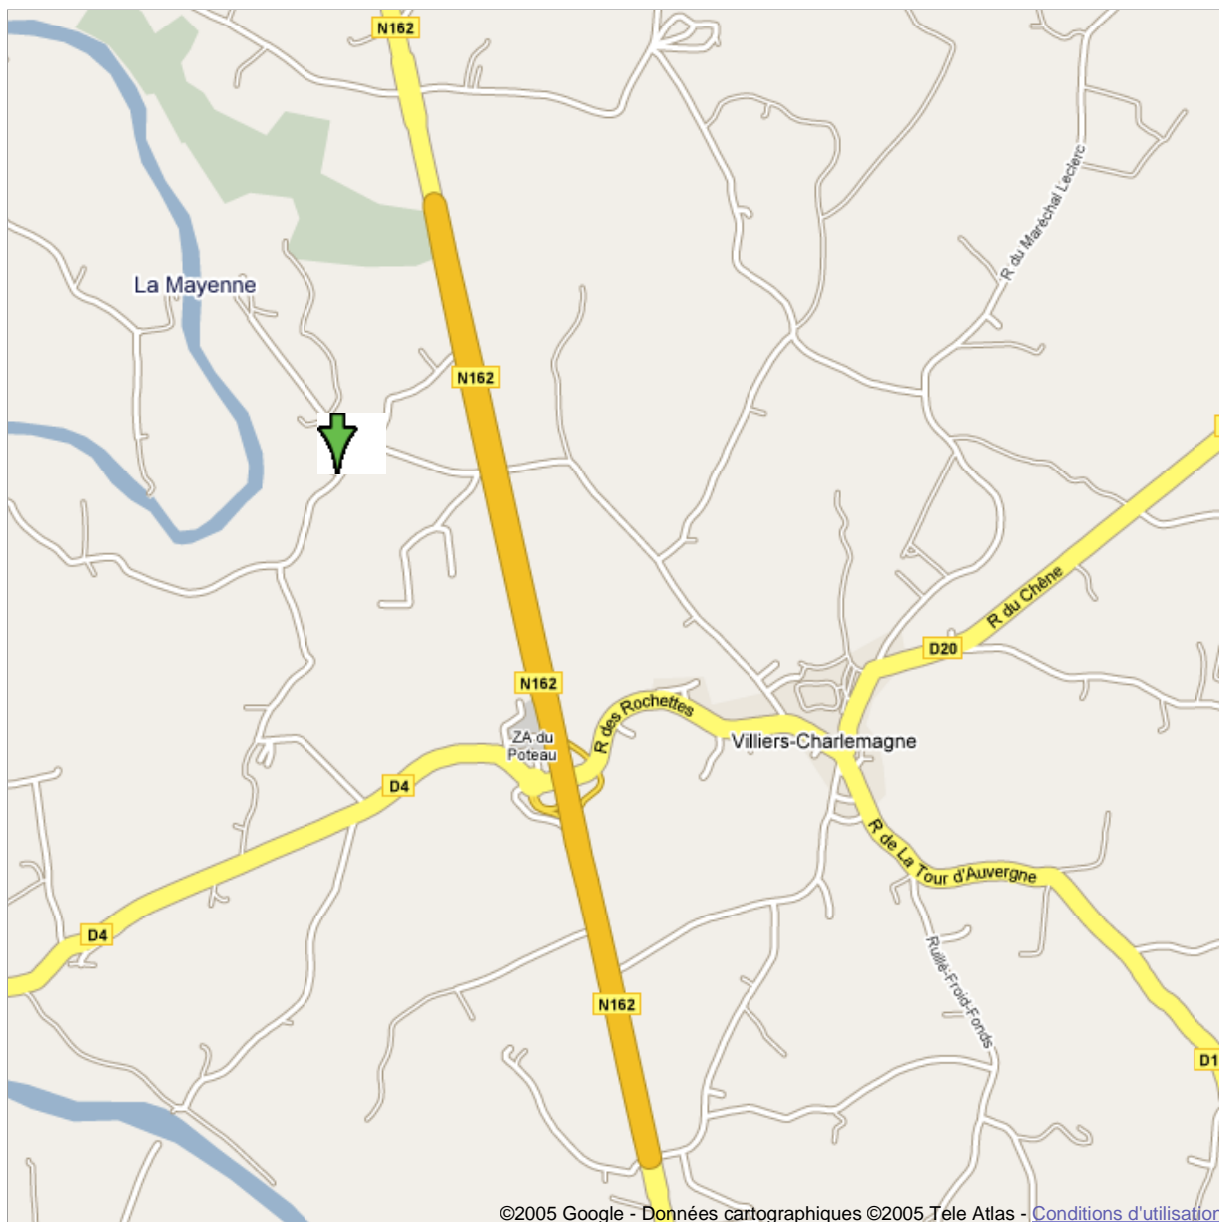 N162
R du Maréchal Leclerc
La Mayenne
N162
R du Chêne
D20
N162
R des Rochettes
ZA du
Poteau
Villiers-Charlemagne
D4
R de La Tour d'Auvergne
D4
Ruillé-Froid-Fonds
N162
D1
©2005 Google - Données cartographiques ©2005 Tele Atlas - Conditions d'utilisation